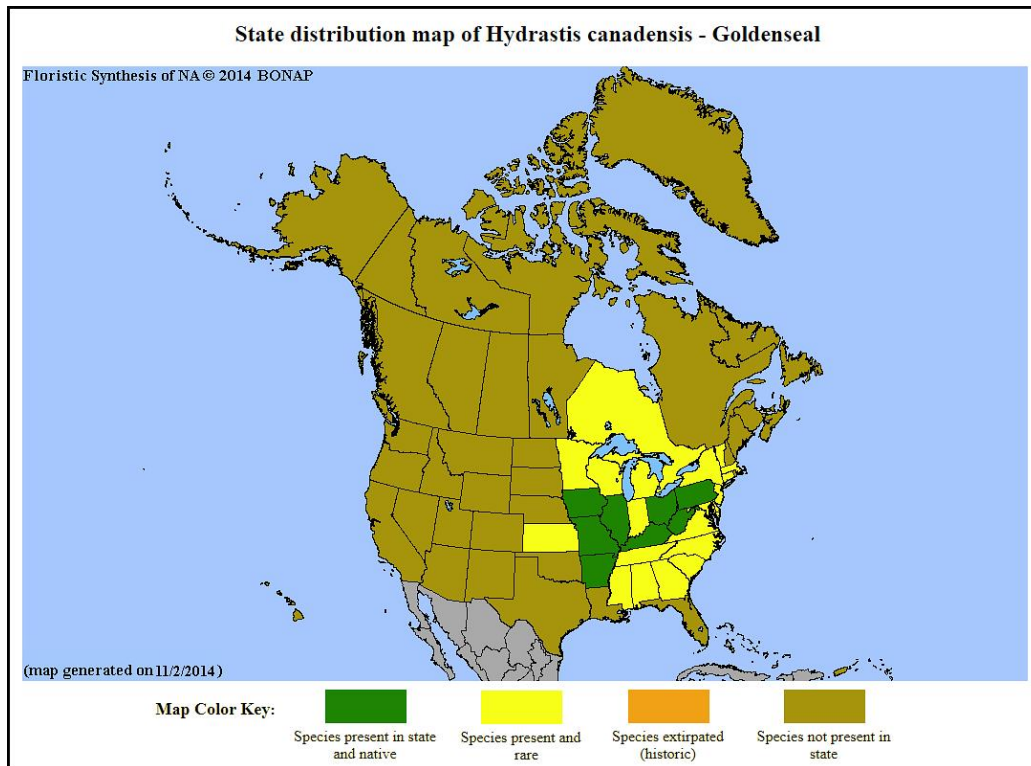 State distribution map of Hydrastis canadensis - Goldenseal
Floristic Synthesis of NA © 2014 BONAP
(map generated on 11/2/2014)
Map Color Key:
Species present in state
and native
Species present and
rare
Species extirpated
(historic)
Species not present in
state